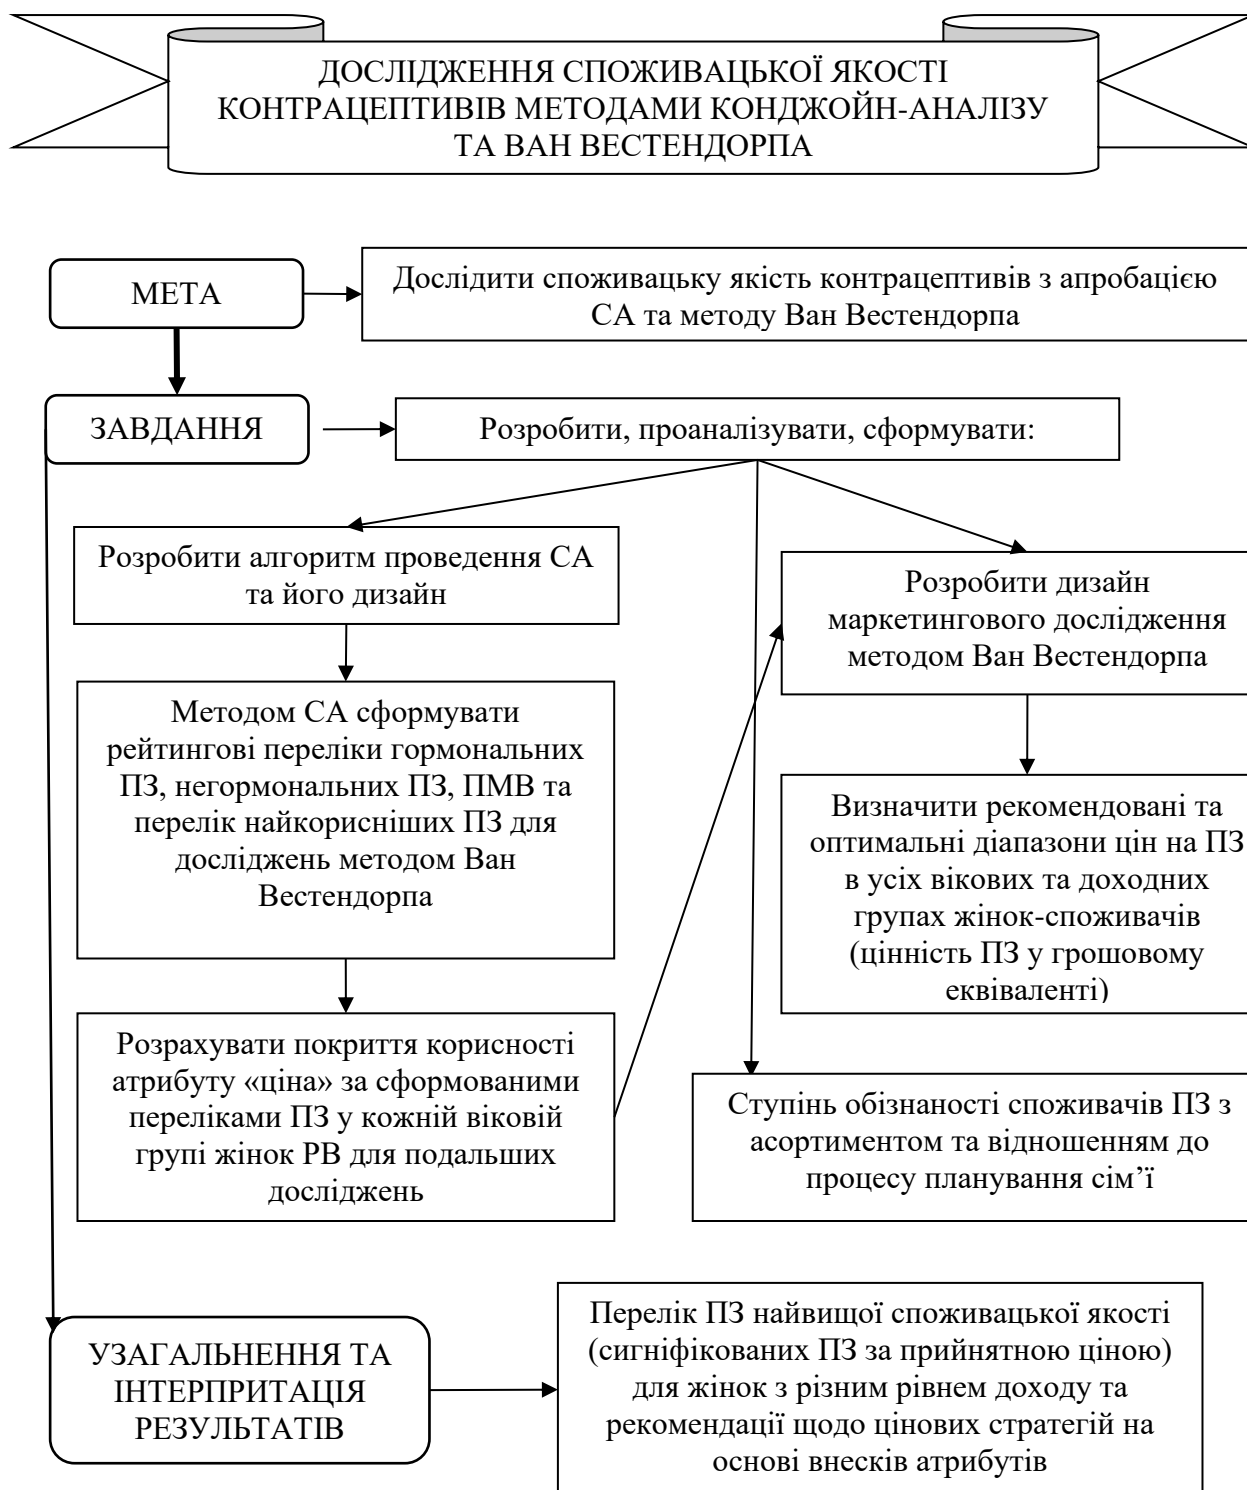 ДОСЛІДЖЕННЯ СПОЖИВАЦЬКОЇ ЯКОСТІ
КОНТРАЦЕПТИВІВ МЕТОДАМИ КОНДЖОЙН-АНАЛІЗУ
ТА ВАН ВЕСТЕНДОРПА
МЕТА
Дослідити споживацьку якість контрацептивів з апробацією
СА та методу Ван Вестендорпа
ЗАВДАННЯ
Розробити, проаналізувати, сформувати:
Розробити алгоритм проведення СА
та його дизайн
Розробити дизайн
маркетингового дослідження
методом Ван Вестендорпа
Методом СА сформувати
рейтингові переліки гормональних
ПЗ, негормональних ПЗ, ПМВ та
перелік найкорисніших ПЗ для
досліджень методом Ван
Вестендорпа
Визначити рекомендовані та
оптимальні діапазони цін на ПЗ
в усіх вікових та доходних
групах жінок-споживачів
(цінність ПЗ у грошовому
еквіваленті)
Розрахувати покриття корисності
атрибуту «ціна» за сформованими
переліками ПЗ у кожній віковій
групі жінок РВ для подальших
досліджень
Ступінь обізнаності споживачів ПЗ з
асортиментом та відношенням до
процесу планування сім’ї
УЗАГАЛЬНЕННЯ ТА
ІНТЕРПРИТАЦІЯ
РЕЗУЛЬТАТІВ
Перелік ПЗ найвищої споживацької якості
(сигніфікованих ПЗ за прийнятною ціною)
для жінок з різним рівнем доходу та
рекомендації щодо цінових стратегій на
основі внесків атрибутів